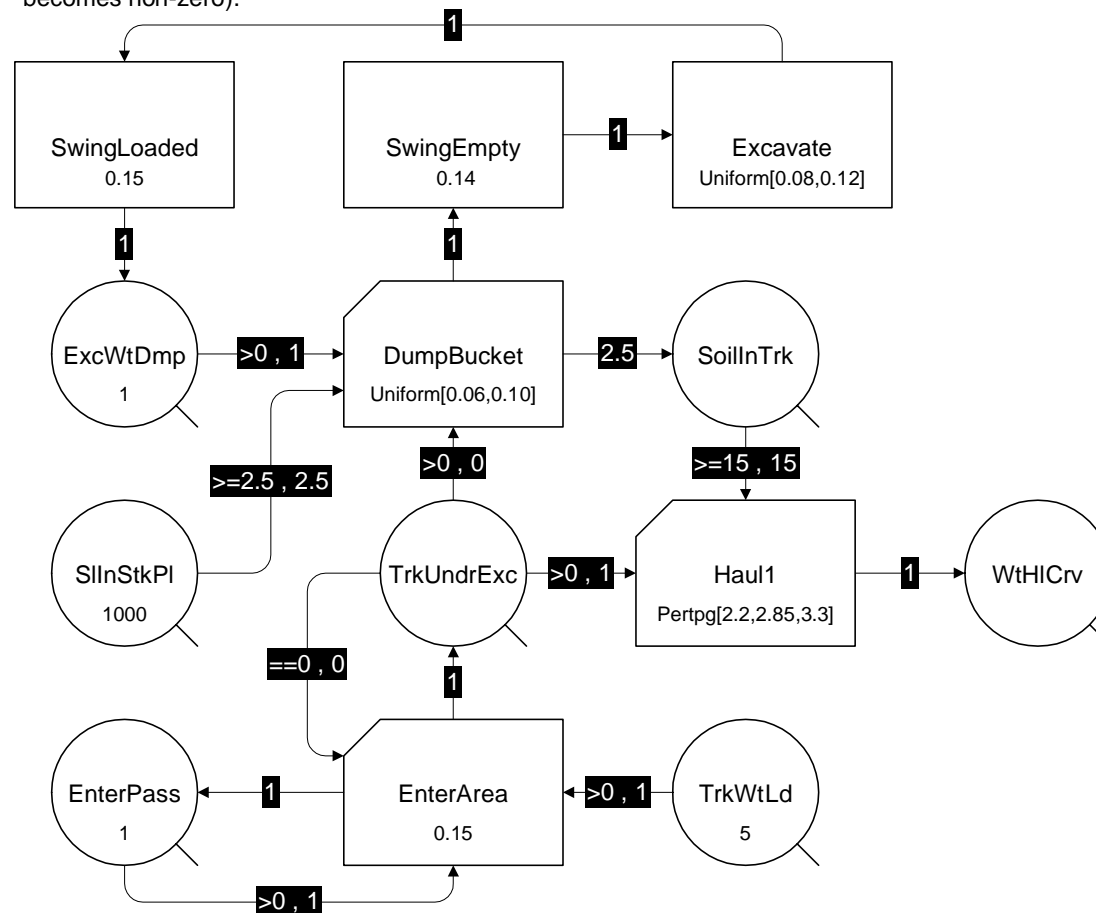 becomes non-zero):
1
SwingLoaded
0.15
SwingEmpty
0.14
1
Excavate
Uniform[0.08,0.12]
1
1
ExcWtDmp
1
>0 , 1
DumpBucket
Uniform[0.06,0.10]
2.5
SoilInTrk
>=2.5 , 2.5
>0 , 0
>=15 , 15
SlInStkPl
1000
TrkUndrExc
>0 , 1
Haul1
Pertpg[2.2,2.85,3.3]
1
WtHlCrv
==0 , 0
1
EnterPass
1
1
EnterArea
0.15
>0 , 1
TrkWtLd
5
>0 , 1